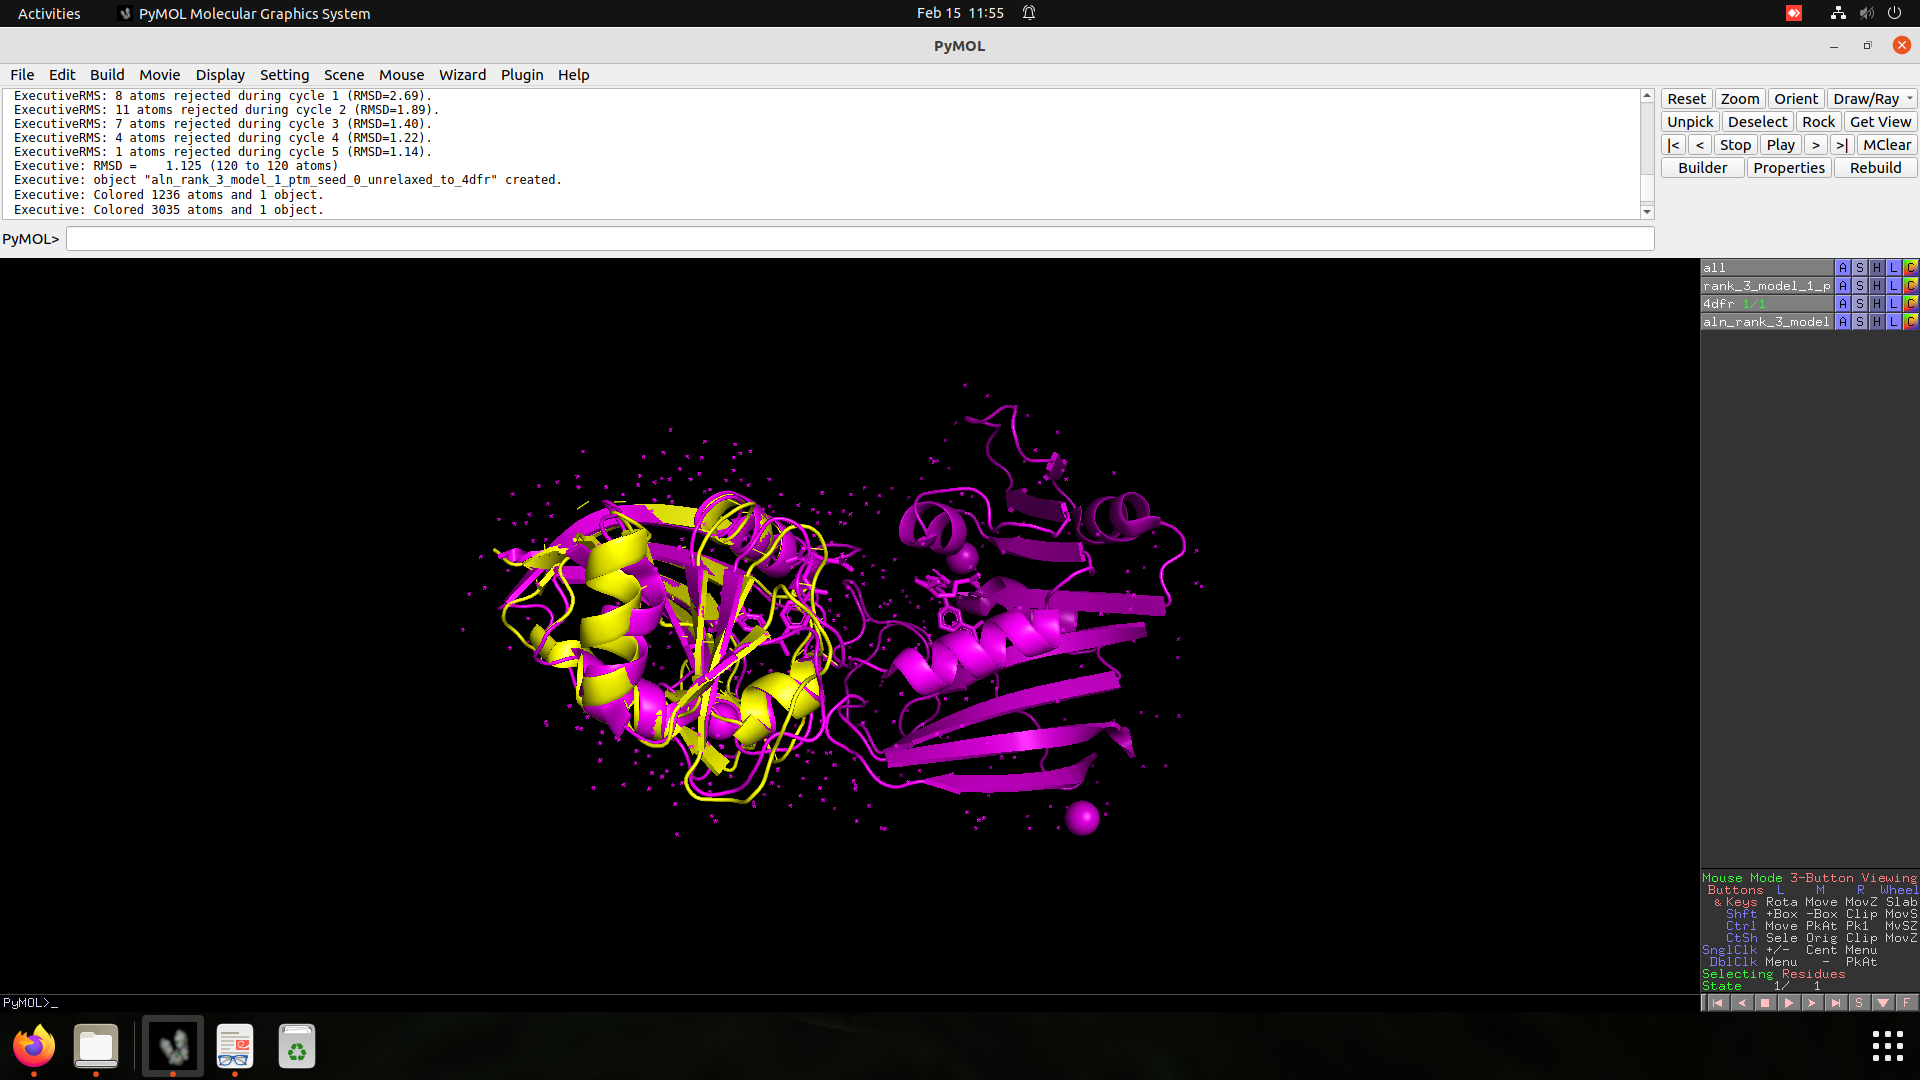 Activities PyMOL Molecular Graphics System Feb 15 11:55
PyMOL
File Edit Build Movie Display Setting Scene Mouse Wizard Plugin Help
ExecutiveRMS: 8 atoms rejected during cycle 1 (RMSD=2.69).
ExecutiveRMS: 11 atoms rejected during cycle 2 (RMSD=1.89).
ExecutiveRMS: 7 atoms rejected during cycle 3 (RMSD=1.40).
ExecutiveRMS: 4 atoms rejected during cycle 4 (RMSD=1.22).
ExecutiveRMS: 1 atoms rejected during cycle 5 (RMSD=1.14).
Executive: RMSD = 1.125 (120 to 120 atoms)
Executive: object "aln_rank_3_model_1_ptm_seed_0_unrelaxed_to_4dfr" created.
Executive: Colored 1236 atoms and 1 object.
Executive: Colored 3035 atoms and 1 object.
PyMOL>
Reset Zoom Orient Draw/Ray
Unpick Deselect Rock Get View
|< < Stop Play > >| MClear
Builder Properties Rebuild
all A S H L C
rank_3_model_1_p A S H L C
4dfr 1/1 A S H L C
aln_rank_3_model A S H L C
Mouse Mode 3-Button Viewing
Buttons L M R Wheel
& Keys Rota Move MovZ Slab
Shft +Box -Box Clip MovS
Ctrl Move PkAt Pk1 MvSZ
CtSh Sele Orig Clip MovZ
SnglClk +/- Cent Menu
DblClk Menu - PkAt
Selecting Residues
State 1/ 1
PyMOL>_
S F